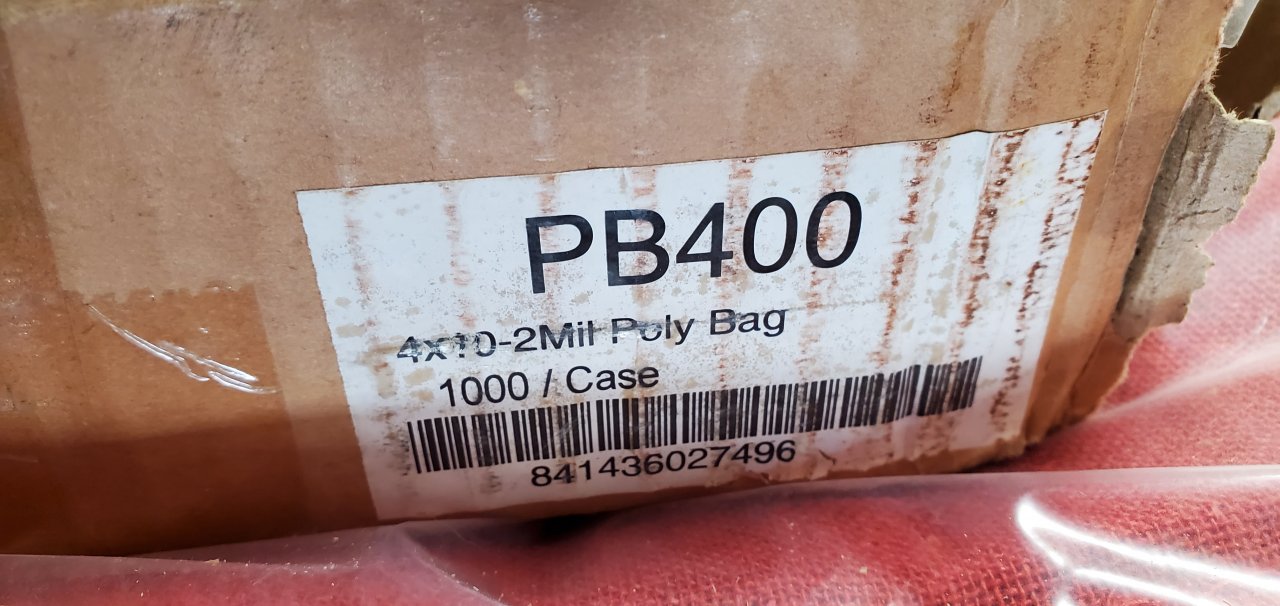 PB400
4x10-2Mil Poly Bag
1000 / Case
841436027496